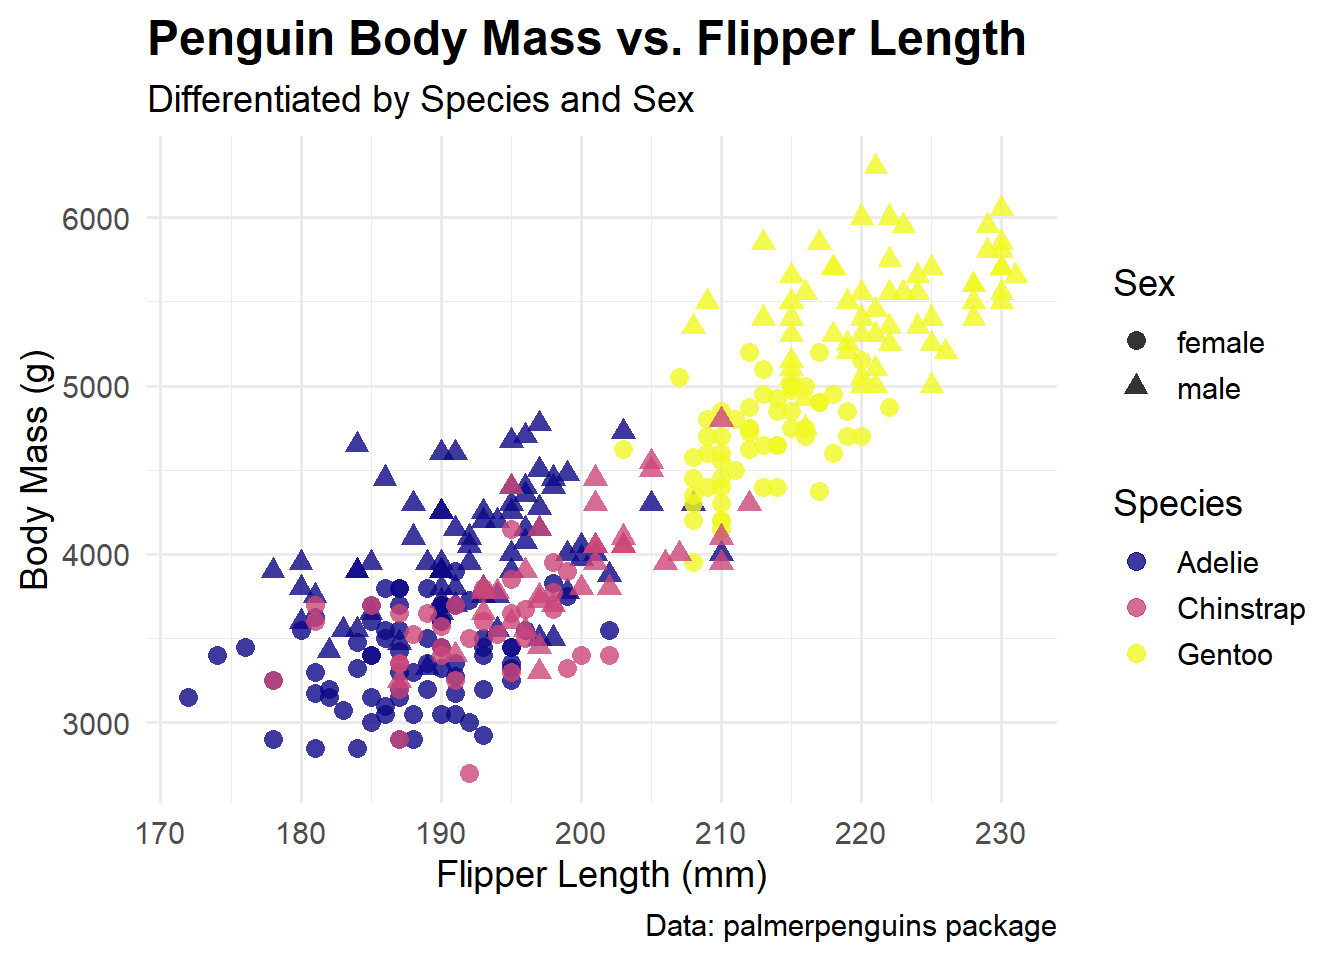 Penguin Body Mass vs. Flipper Length
Differentiated by Species and Sex
Body Mass (g)
6000
5000
4000
3000
170 180 190 200 210 220 230
Flipper Length (mm)
Sex
female
male
Species
Adelie
Chinstrap
Gentoo
Data: palmerpenguins package